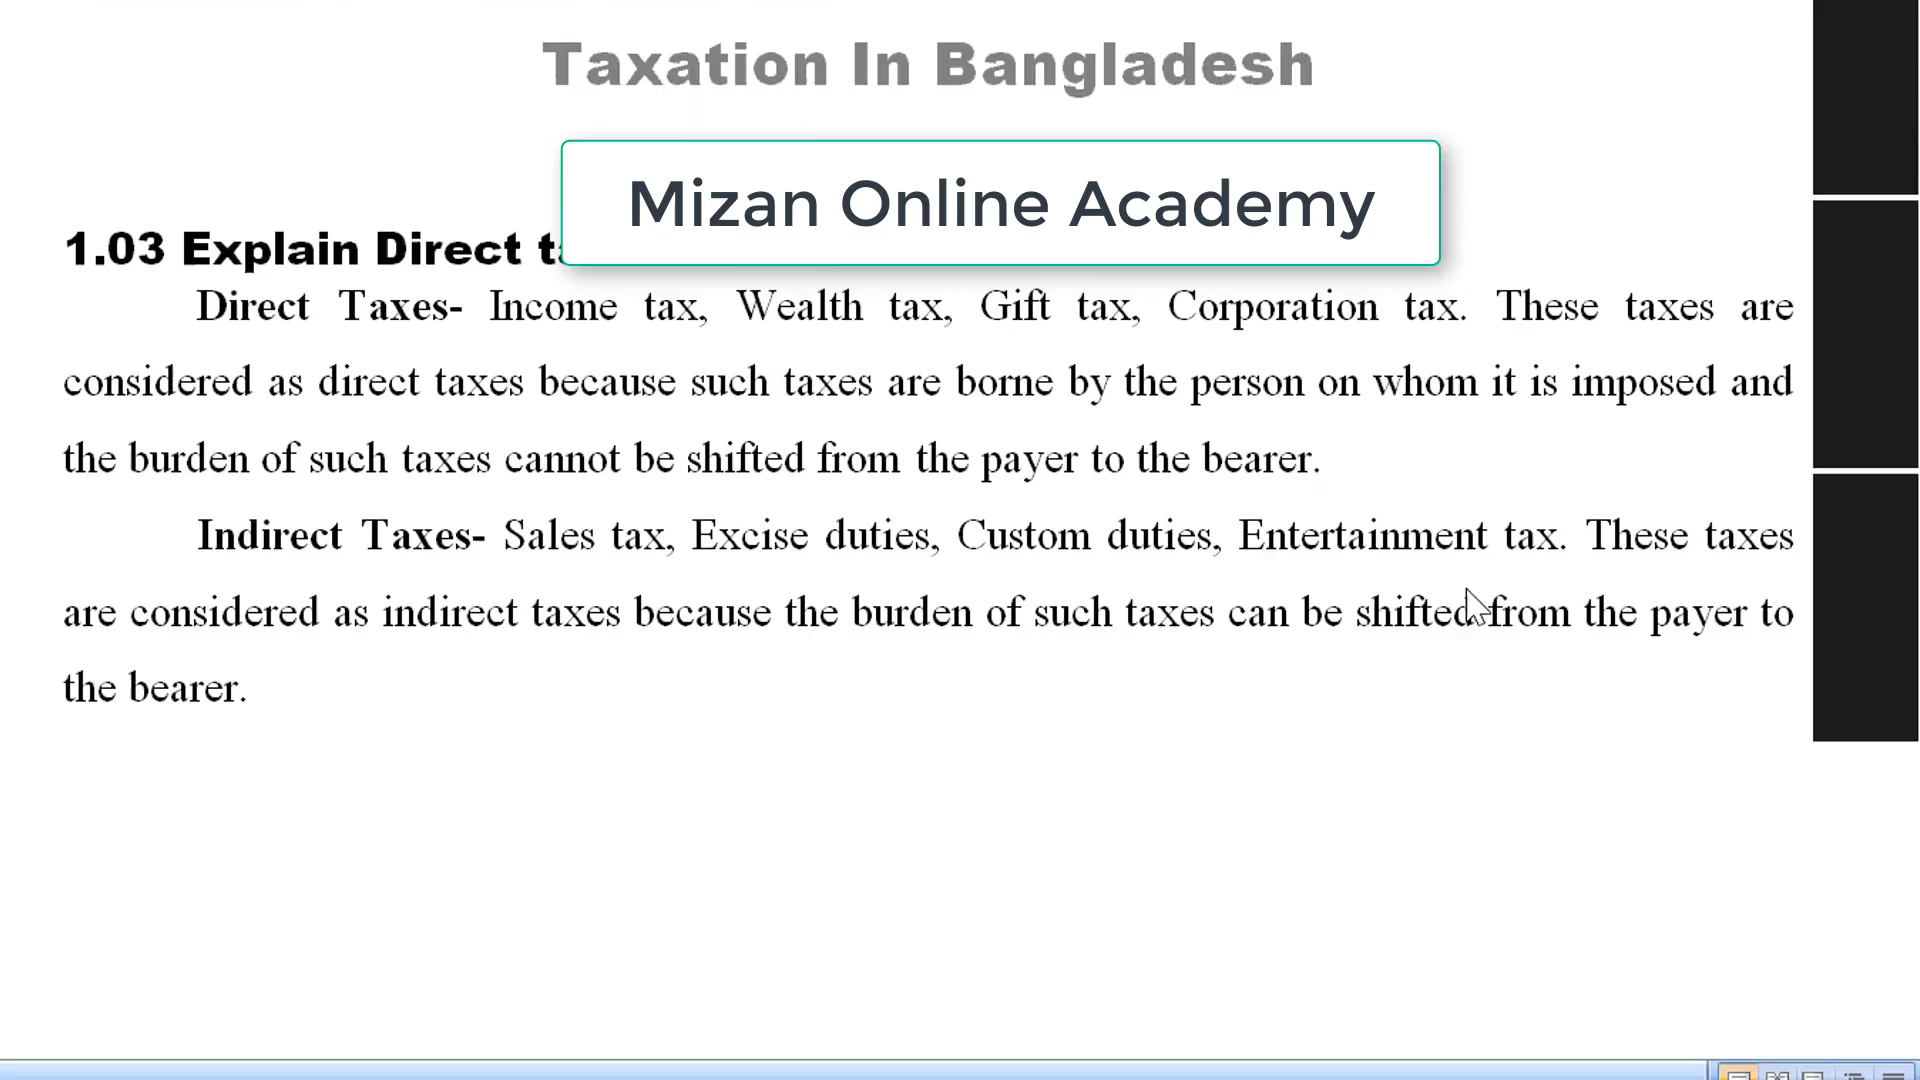 Taxation In Bangladesh
Mizan Online Academy
1.03 Explain Direct
Direct Taxes- Income tax, Wealth tax, Gift tax, Corporation tax. These taxes are
considered as direct taxes because such taxes are borne by the person on whom it is imposed and
the burden of such taxes cannot be shifted from the payer to the bearer.
Indirect Taxes- Sales tax, Excise duties, Custom duties, Entertainment tax. These taxes
are considered as indirect taxes because the burden of such taxes can be shifted from the payer to
the bearer.